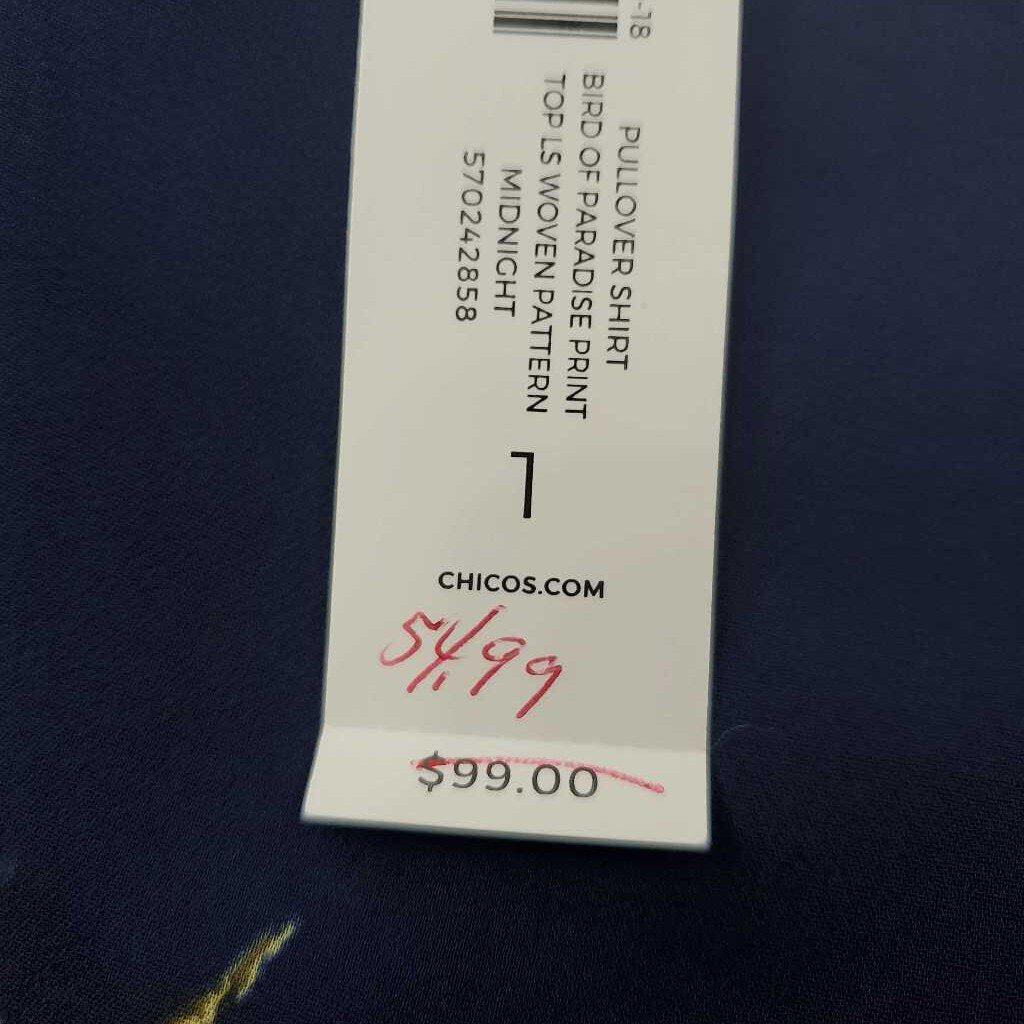 -18
PULLOVER SHIRT
BIRD OF PARADISE PRINT
TOP LS WOVEN PATTERN
MIDNIGHT
570242858
1
CHICOS.COM
54.99
$99.00